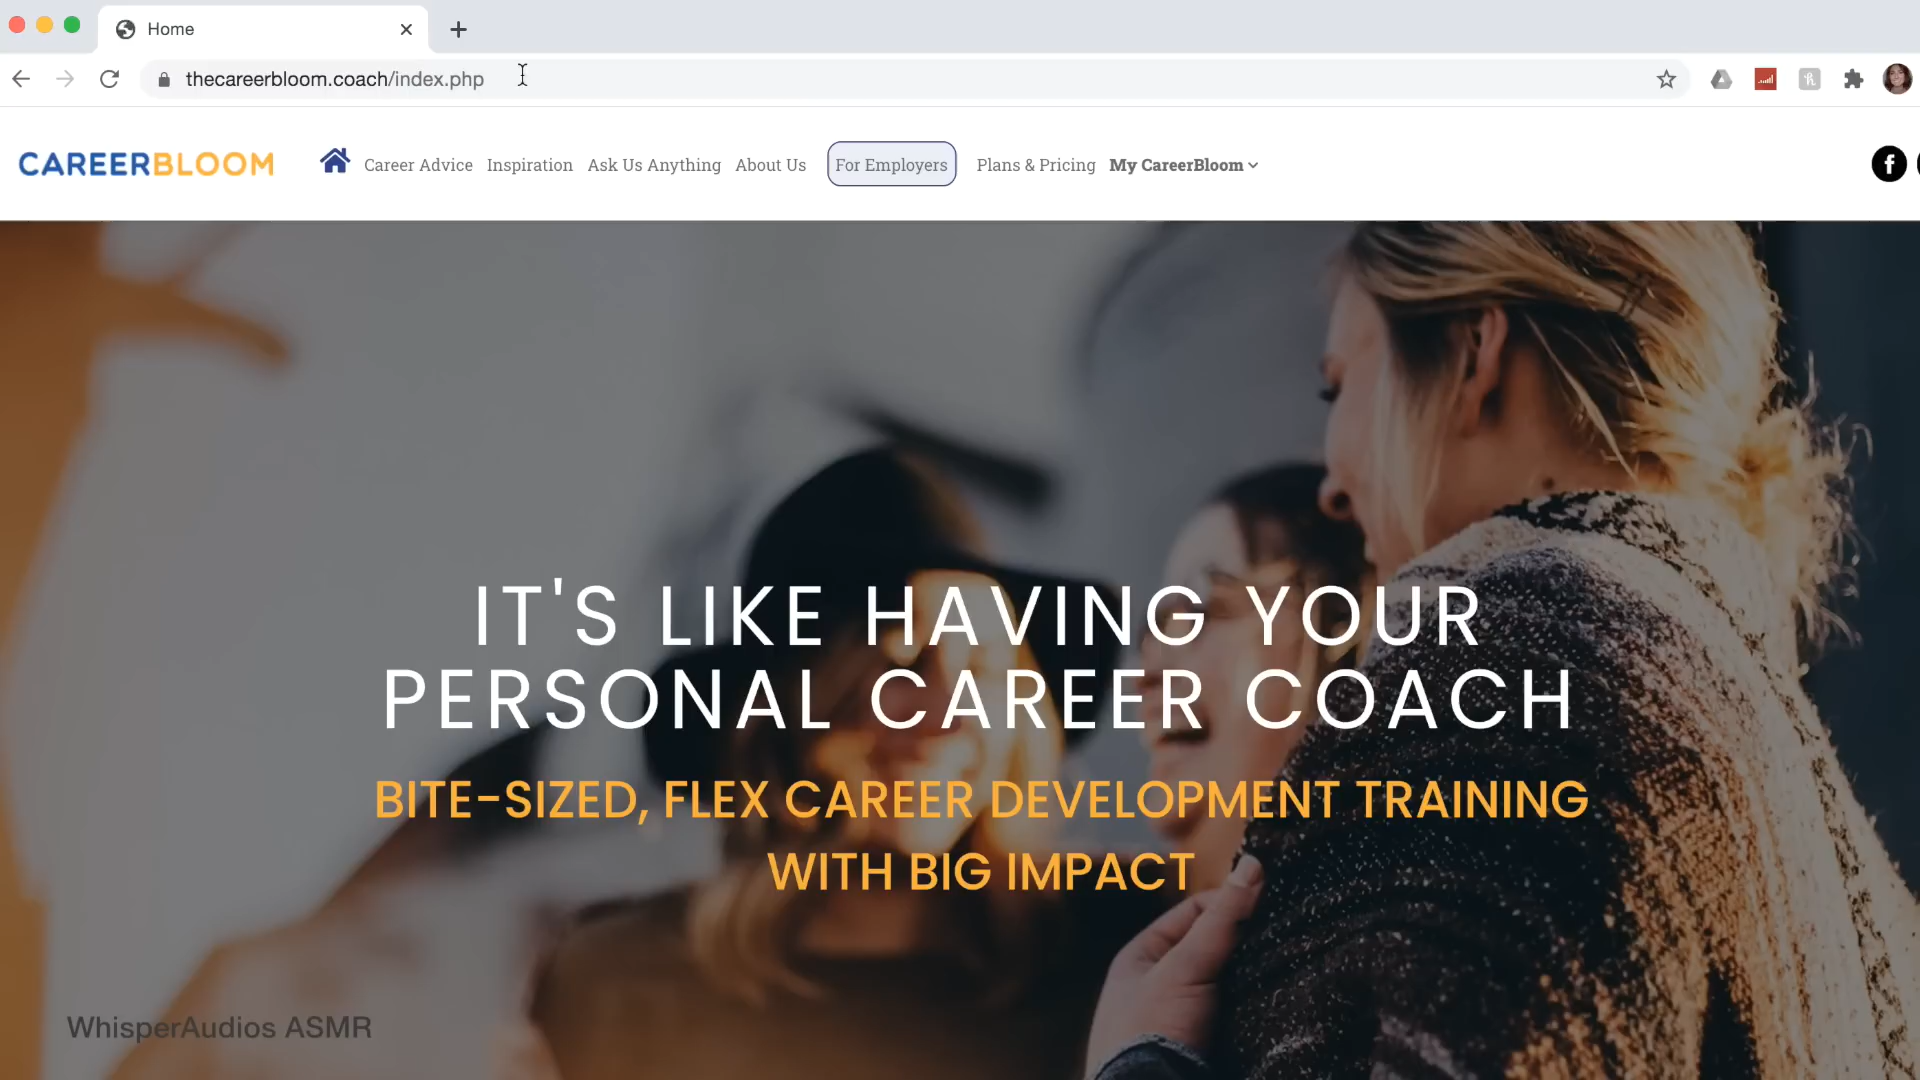 Home
thecareerbloom.coach/index.php
CAREERBLOOM
Career Advice
Inspiration
Ask Us Anything
About Us
For Employers
Plans & Pricing
My CareerBloom
IT'S LIKE HAVING YOUR
PERSONAL CAREER COACH
BITE-SIZED, FLEX CAREER DEVELOPMENT TRAINING
WITH BIG IMPACT
WhisperAudios ASMR